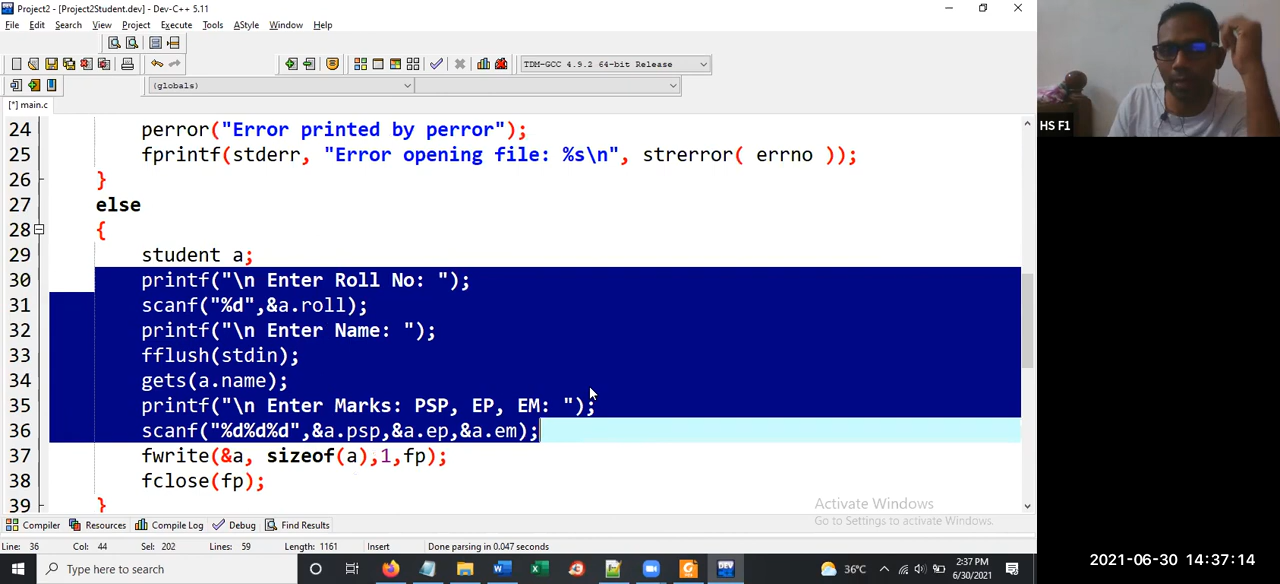 Project2 - [Project2Student.dev] - Dev-C++ 5.11
File Edit Search View Project Execute Tools AStyle Window Help
TDM-GCC 4.9.2 64-bit Release
(globals)
[*] main.c
24 perror("Error printed by perror");
25 fprintf(stderr, "Error opening file: %s\n", strerror( errno ));
26 }
27 else
28 {
29 student a;
30 printf("\n Enter Roll No: ");
31 scanf("%d",&a.roll);
32 printf("\n Enter Name: ");
33 fflush(stdin);
34 gets(a.name);
35 printf("\n Enter Marks: PSP, EP, EM: ");
36 scanf("%d%d%d",&a.psp,&a.ep,&a.em);
37 fwrite(&a, sizeof(a),1,fp);
38 fclose(fp);
39 }
Activate Windows
Go to Settings to activate Windows.
Compiler Resources Compile Log Debug Find Results
Line: 36 Col: 44 Sel: 202 Lines: 59 Length: 1161 Insert Done parsing in 0.047 seconds
Type here to search
DEV
36°C
2:37 PM
6/30/2021
HS F1
2021-06-30 14:37:14